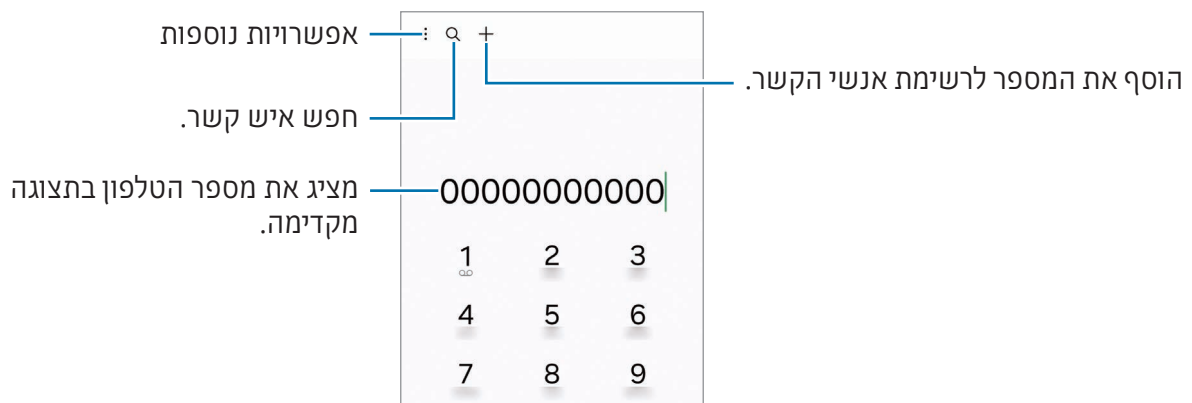 אפשרויות נוספות
הוסף את המספר לרשימת אנשי הקשר.
חפש איש קשר.
מציג את מספר הטלפון בתצוגה
מקדימה.
00000000000
1 2 3
4 5 6
7 8 9